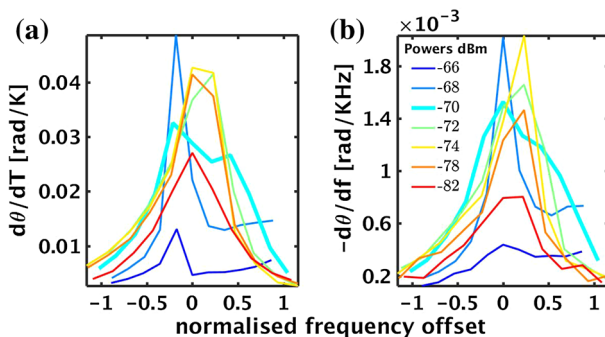 (a)
dθ/dT [rad/K]
0.04
0.03
0.02
0.01
-1 -0.5 0 0.5 1
(b)
×10⁻³
-dθ/df [rad/KHz]
1.8
1.4
1
0.6
0.2
Powers dBm
-66
-68
-70
-72
-74
-78
-82
-1 -0.5 0 0.5 1
normalised frequency offset